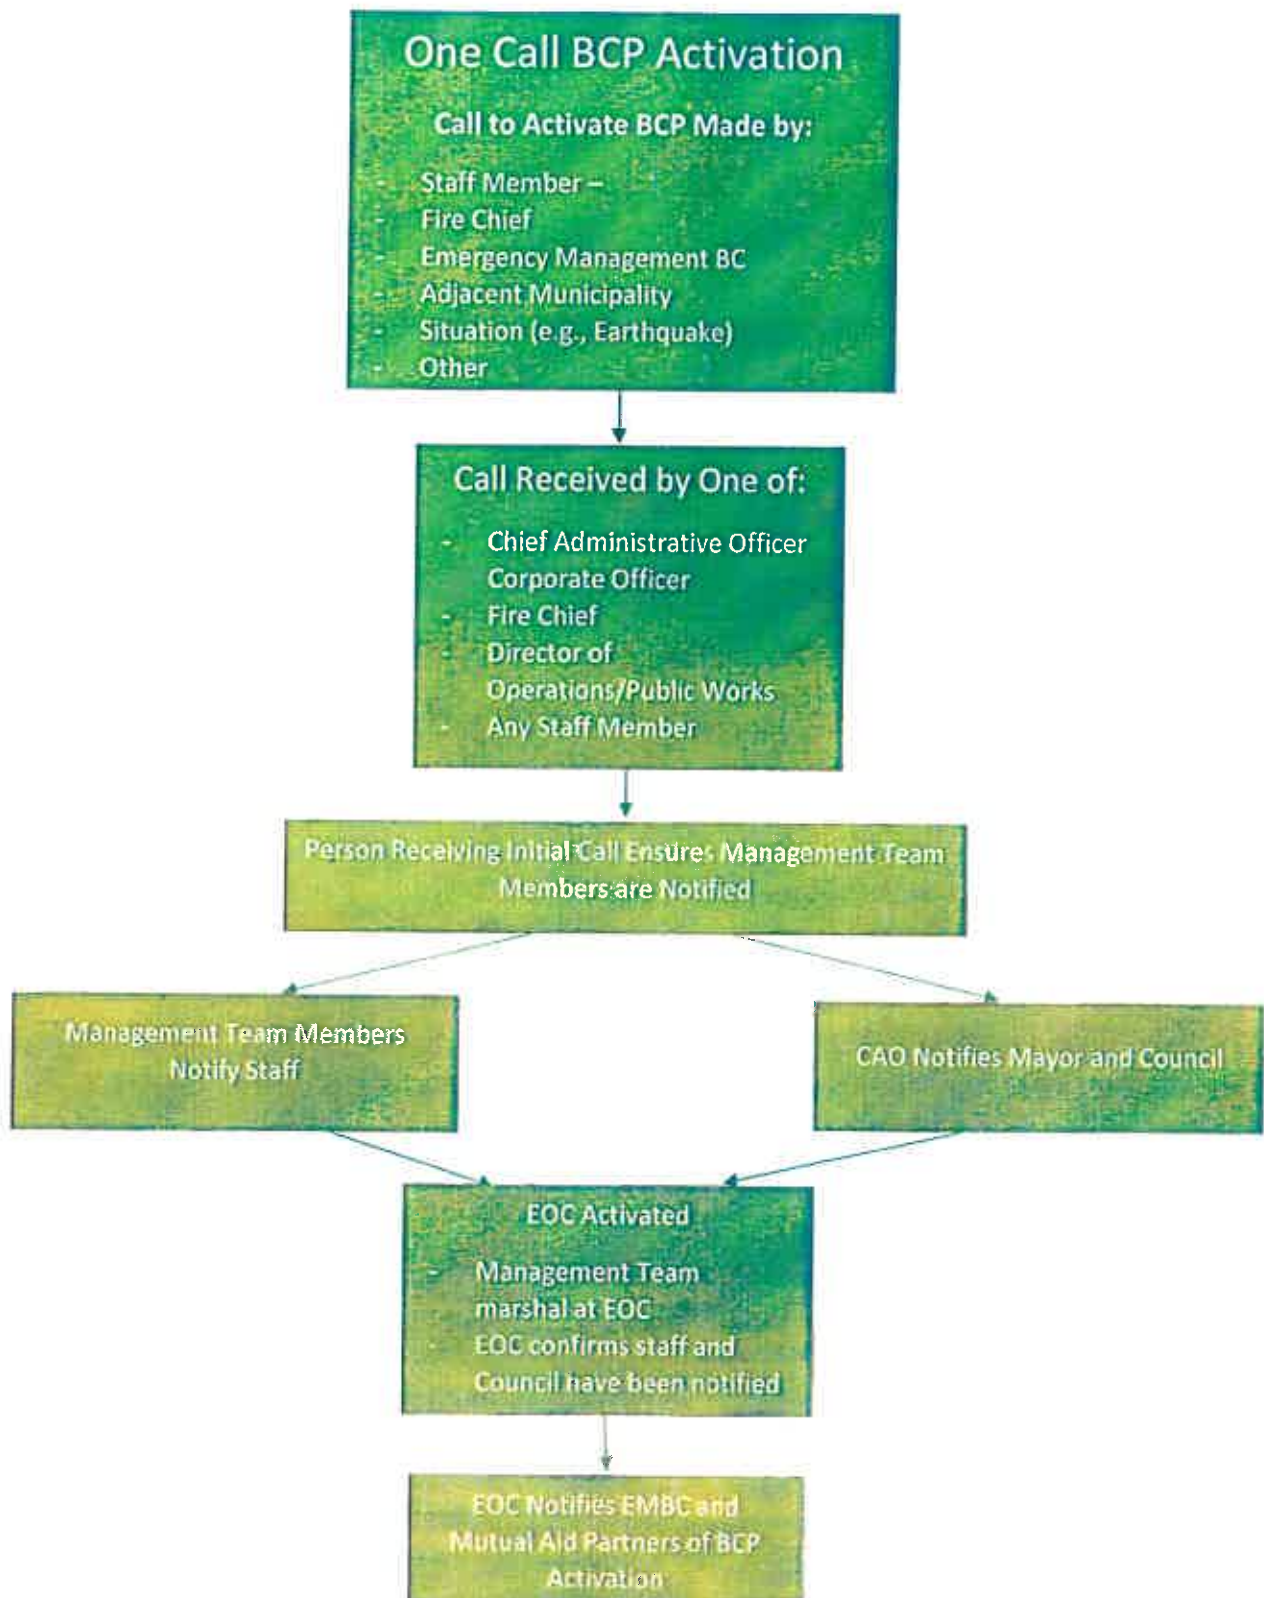 One Call BCP Activation
Call to Activate BCP Made by:
- Staff Member –
- Fire Chief
- Emergency Management BC
- Adjacent Municipality
- Situation (e.g., Earthquake)
- Other
Call Received by One of:
- Chief Administrative Officer
Corporate Officer
- Fire Chief
- Director of
Operations/Public Works
- Any Staff Member
Person Receiving Initial Call Ensures Management Team
Members are Notified
Management Team Members
Notify Staff
CAO Notifies Mayor and Council
EOC Activated
- Management Team
marshal at EOC
- EOC confirms staff and
Council have been notified
EOC Notifies EMBC and
Mutual Aid Partners of BCP
Activation